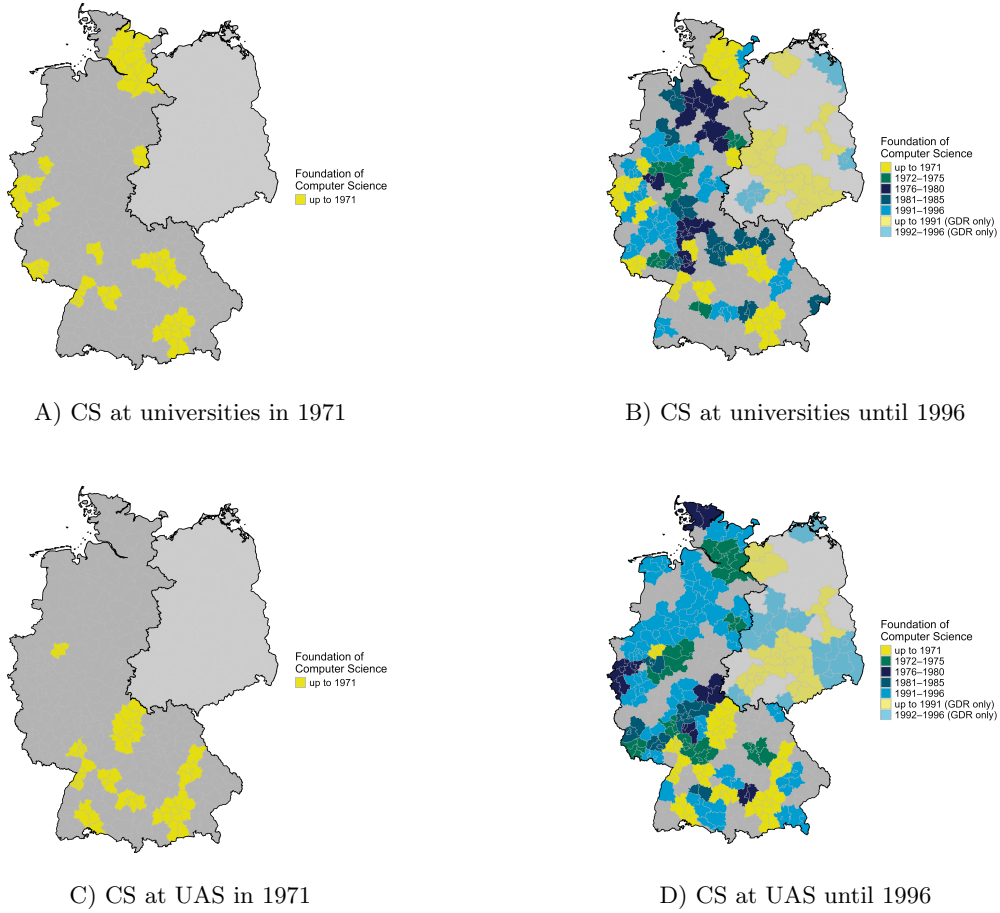 Foundation of
Computer Science
up to 1971
A) CS at universities in 1971
Foundation of
Computer Science
up to 1971
1972–1975
1976–1980
1981–1985
1991–1996
up to 1991 (GDR only)
1992–1996 (GDR only)
B) CS at universities until 1996
Foundation of
Computer Science
up to 1971
C) CS at UAS in 1971
Foundation of
Computer Science
up to 1971
1972–1975
1976–1980
1981–1985
1991–1996
up to 1991 (GDR only)
1992–1996 (GDR only)
D) CS at UAS until 1996